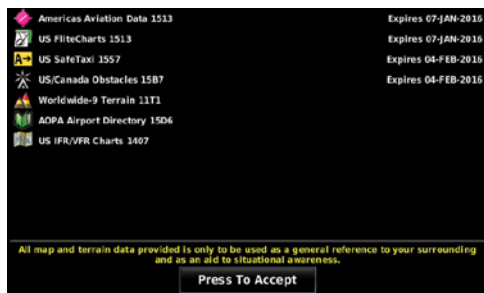 Americas Aviation Data 1513 Expires 07-JAN-2016
US FliteCharts 1513 Expires 07-JAN-2016
A→ US SafeTaxi 15S7 Expires 04-FEB-2016
US/Canada Obstacles 15B7 Expires 04-FEB-2016
Worldwide-9 Terrain 11T1
AOPA Airport Directory 15D6
US IFR/VFR Charts 1407
All map and terrain data provided is only to be used as a general reference to your surrounding
and as an aid to situational awareness.
Press To Accept